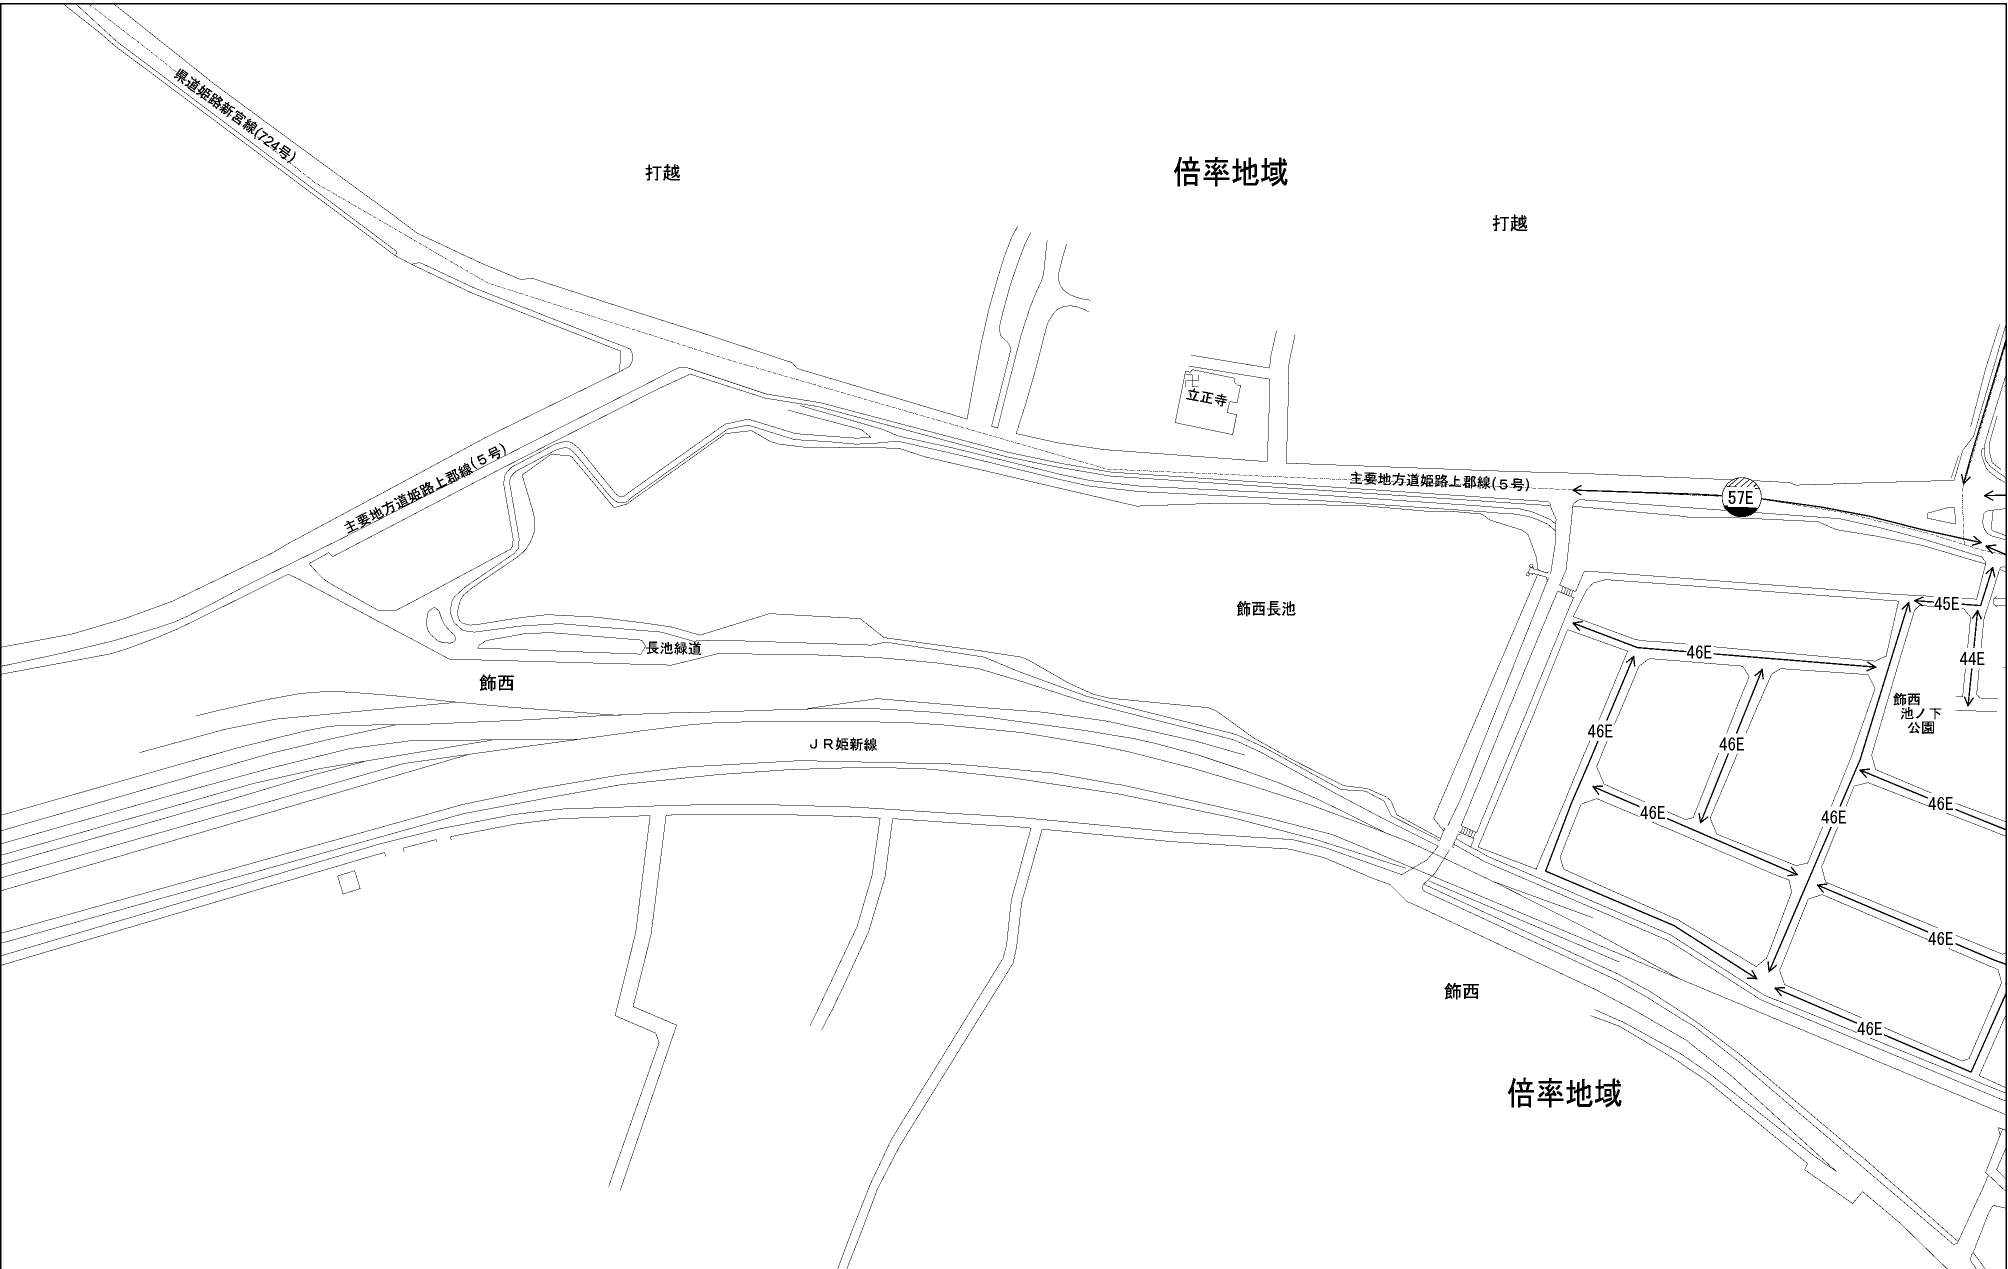 県道姫路新宮線(724号)
打越
倍率地域
打越
立正寺
主要地方道姫路上郡線(5号)
主要地方道姫路上郡線(5号)
57E
飾西長池
45E
長池緑道
46E
44E
飾西
飾西
池ノ下
公園
46E
46E
JR姫新線
46E
46E
46E
46E
飾西
46E
倍率地域